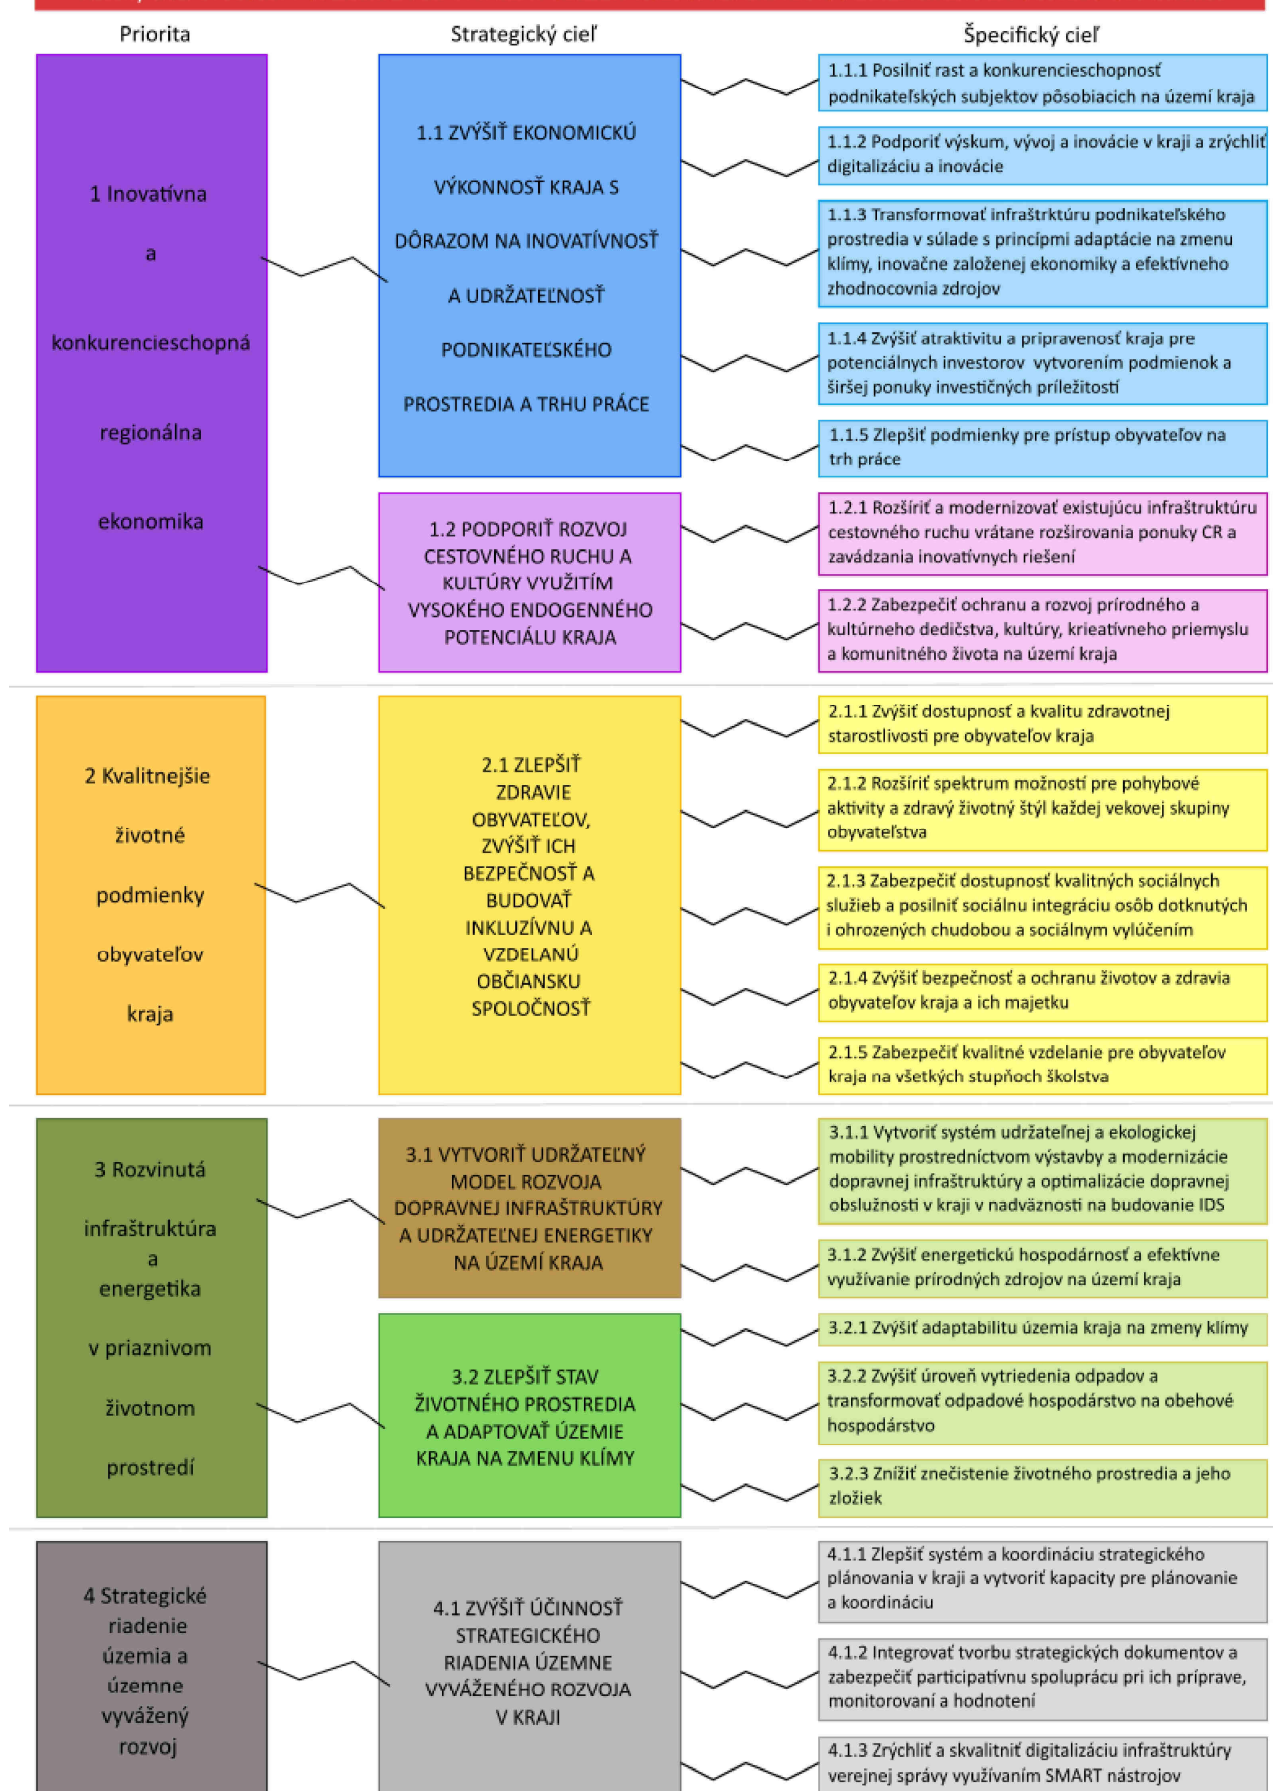 Priorita
Strategický cieľ
Špecifický cieľ
1 Inovatívna
a
konkurencieschopná
regionálna
ekonomika
1.1 ZVÝŠIŤ EKONOMICKÚ
VÝKONNOSŤ KRAJA S
DÔRAZOM NA INOVATÍVNOSŤ
A UDRŽATEĽNOSŤ
PODNIKATEĽSKÉHO
PROSTREDIA A TRHU PRÁCE
1.1.1 Posilniť rast a konkurencieschopnosť
podnikateľských subjektov pôsobiacich na území kraja
1.1.2 Podporiť výskum, vývoj a inovácie v kraji a zrýchliť
digitalizáciu a inovácie
1.1.3 Transformovať infraštrktúru podnikateľského
prostredia v súlade s princípmi adaptácie na zmenu
klímy, inovačne založenej ekonomiky a efektívneho
zhodnocovnia zdrojov
1.1.4 Zvýšiť atraktivitu a pripravenosť kraja pre
potenciálnych investorov vytvorením podmienok a
širšej ponuky investičných príležitostí
1.1.5 Zlepšiť podmienky pre prístup obyvateľov na
trh práce
1.2 PODPORIŤ ROZVOJ
CESTOVNÉHO RUCHU A
KULTÚRY VYUŽITÍM
VYSOKÉHO ENDOGENNÉHO
POTENCIÁLU KRAJA
1.2.1 Rozšíriť a modernizovať existujúcu infraštruktúru
cestovného ruchu vrátane rozširovania ponuky CR a
zavádzania inovatívnych riešení
1.2.2 Zabezpečiť ochranu a rozvoj prírodného a
kultúrneho dedičstva, kultúry, krieatívneho priemyslu
a komunitného života na území kraja
2 Kvalitnejšie
životné
podmienky
obyvateľov
kraja
2.1 ZLEPŠIŤ
ZDRAVIE
OBYVATEĽOV,
ZVÝŠIŤ ICH
BEZPEČNOSŤ A
BUDOVAŤ
INKLUZÍVNU A
VZDELANÚ
OBČIANSKU
SPOLOČNOSŤ
2.1.1 Zvýšiť dostupnosť a kvalitu zdravotnej
starostlivosti pre obyvateľov kraja
2.1.2 Rozšíriť spektrum možností pre pohybové
aktivity a zdravý životný štýl každej vekovej skupiny
obyvateľstva
2.1.3 Zabezpečiť dostupnosť kvalitných sociálnych
služieb a posilniť sociálnu integráciu osôb dotknutých
i ohrozených chudobou a sociálnym vylúčením
2.1.4 Zvýšiť bezpečnosť a ochranu životov a zdravia
obyvateľov kraja a ich majetku
2.1.5 Zabezpečiť kvalitné vzdelanie pre obyvateľov
kraja na všetkých stupňoch školstva
3 Rozvinutá
infraštruktúra
a
energetika
v priaznivom
životnom
prostredí
3.1 VYTVORIŤ UDRŽATEĽNÝ
MODEL ROZVOJA
DOPRAVNEJ INFRAŠTRUKTÚRY
A UDRŽATEĽNEJ ENERGETIKY
NA ÚZEMÍ KRAJA
3.1.1 Vytvoriť systém udržateľnej a ekologickej
mobility prostredníctvom výstavby a modernizácie
dopravnej infraštruktúry a optimalizácie dopravnej
obslužnosti v kraji v nadväznosti na budovanie IDS
3.1.2 Zvýšiť energetickú hospodárnosť a efektívne
využívanie prírodných zdrojov na území kraja
3.2 ZLEPŠIŤ STAV
ŽIVOTNÉHO PROSTREDIA
A ADAPTOVAŤ ÚZEMIE
KRAJA NA ZMENU KLÍMY
3.2.1 Zvýšiť adaptabilitu územia kraja na zmeny klímy
3.2.2 Zvýšiť úroveň vytriedenia odpadov a
transformovať odpadové hospodárstvo na obehové
hospodárstvo
3.2.3 Znížiť znečistenie životného prostredia a jeho
zložiek
4 Strategické
riadenie
územia a
územne
vyvážený
rozvoj
4.1 ZVÝŠIŤ ÚČINNOSŤ
STRATEGICKÉHO
RIADENIA ÚZEMNE
VYVÁŽENÉHO ROZVOJA
V KRAJI
4.1.1 Zlepšiť systém a koordináciu strategického
plánovania v kraji a vytvoriť kapacity pre plánovanie
a koordináciu
4.1.2 Integrovať tvorbu strategických dokumentov a
zabezpečiť participatívnu spoluprácu pri ich príprave,
monitorovaní a hodnotení
4.1.3 Zrýchliť a skvalitniť digitalizáciu infraštruktúry
verejnej správy využívaním SMART nástrojov